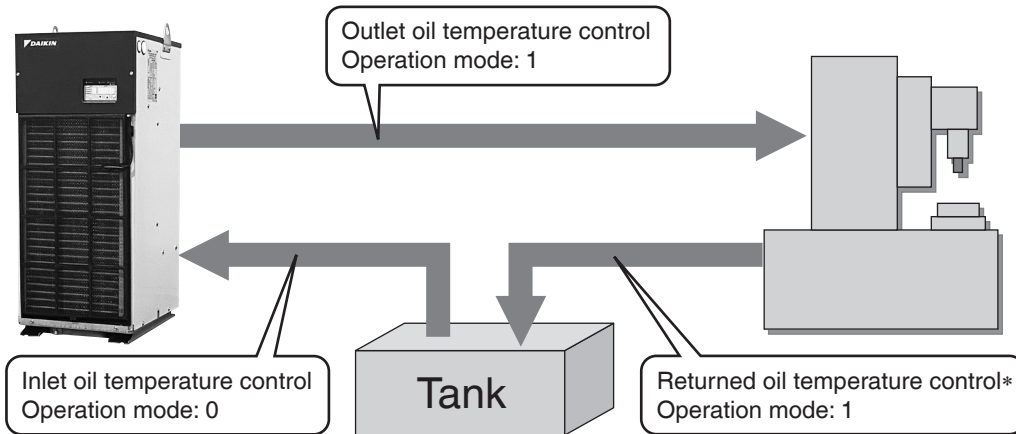 DAIKIN
Outlet oil temperature control
Operation mode: 1
Inlet oil temperature control
Operation mode: 0
Tank
Returned oil temperature control*
Operation mode: 1